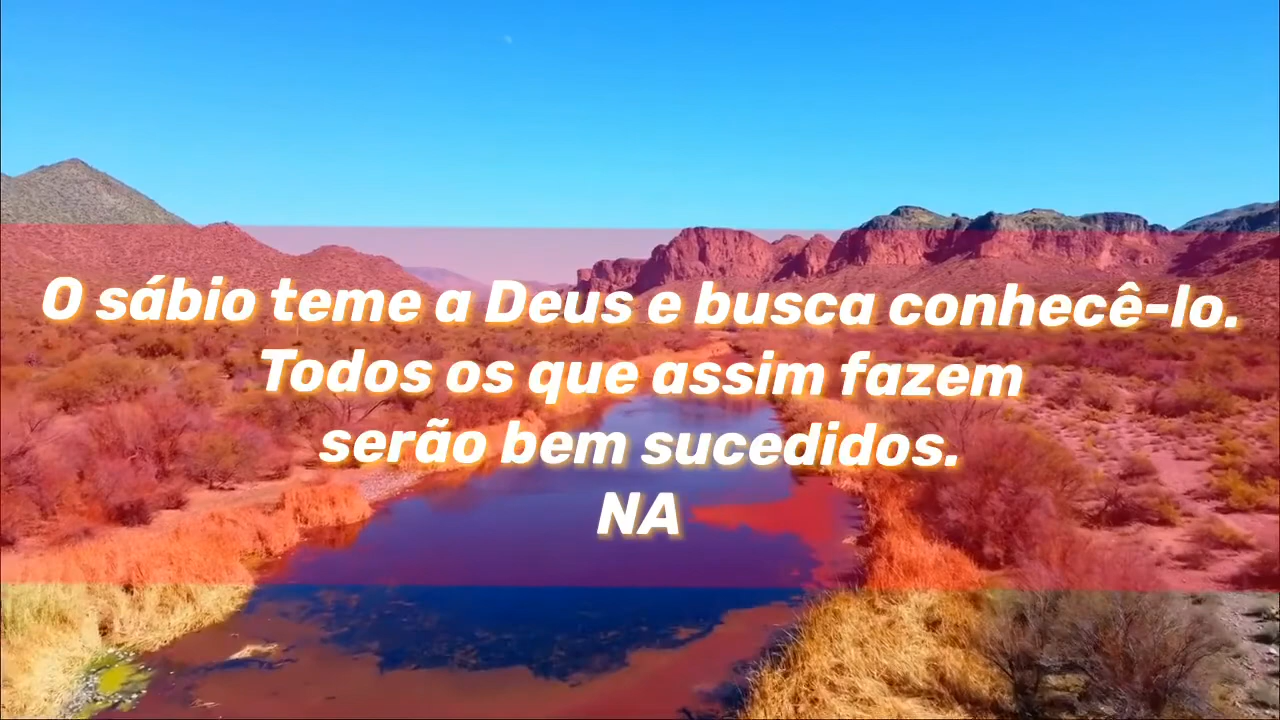 O sábio teme a Deus e busca conhecê-lo.
Todos os que assim fazem
serão bem sucedidos.
NA